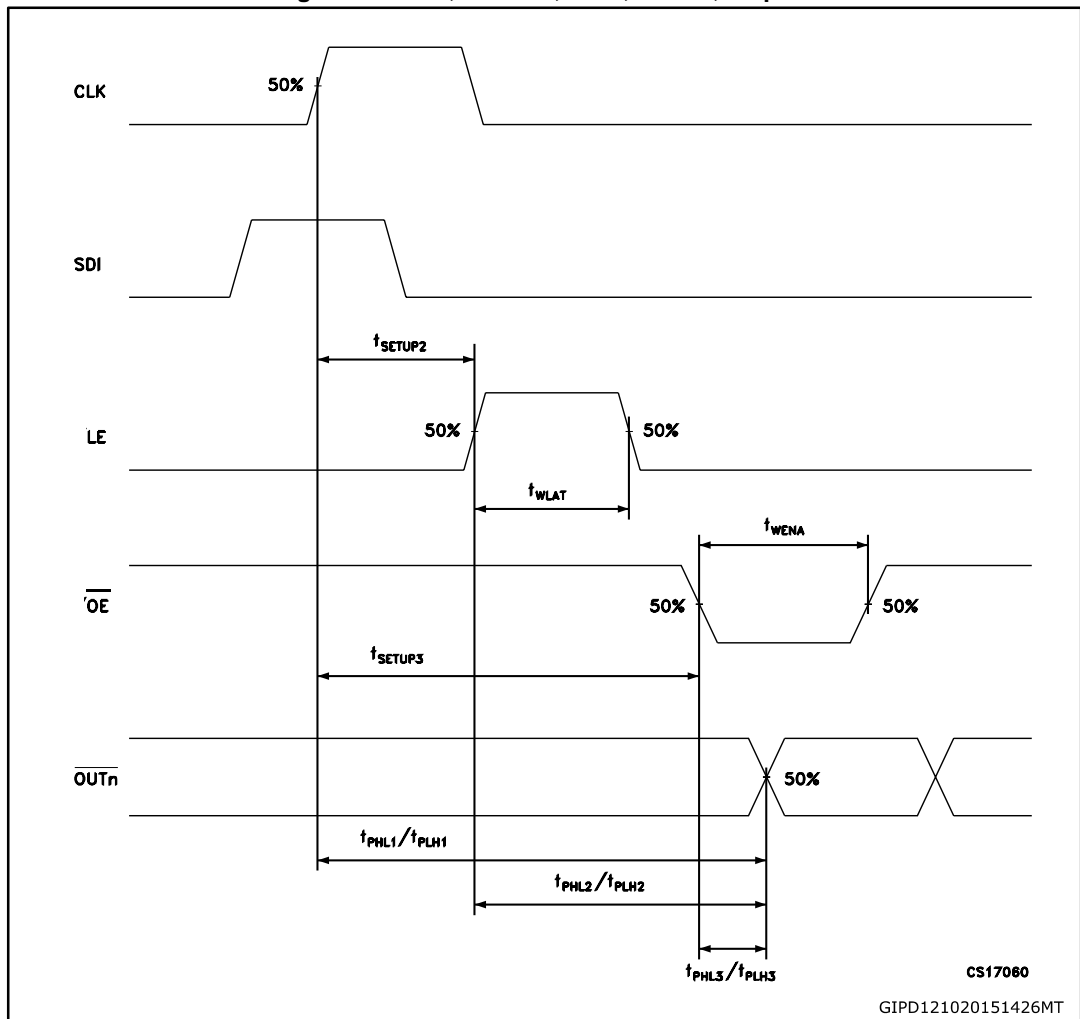 50%
CLK
SDI
tSETUP2
50%
50%
LE
tWLAT
tWENA
50%
50%
OE
tSETUP3
OUTn
50%
tPHL1/tPLH1
tPHL2/tPLH2
tPHL3/tPLH3
CS17060
GIPD121020151426MT